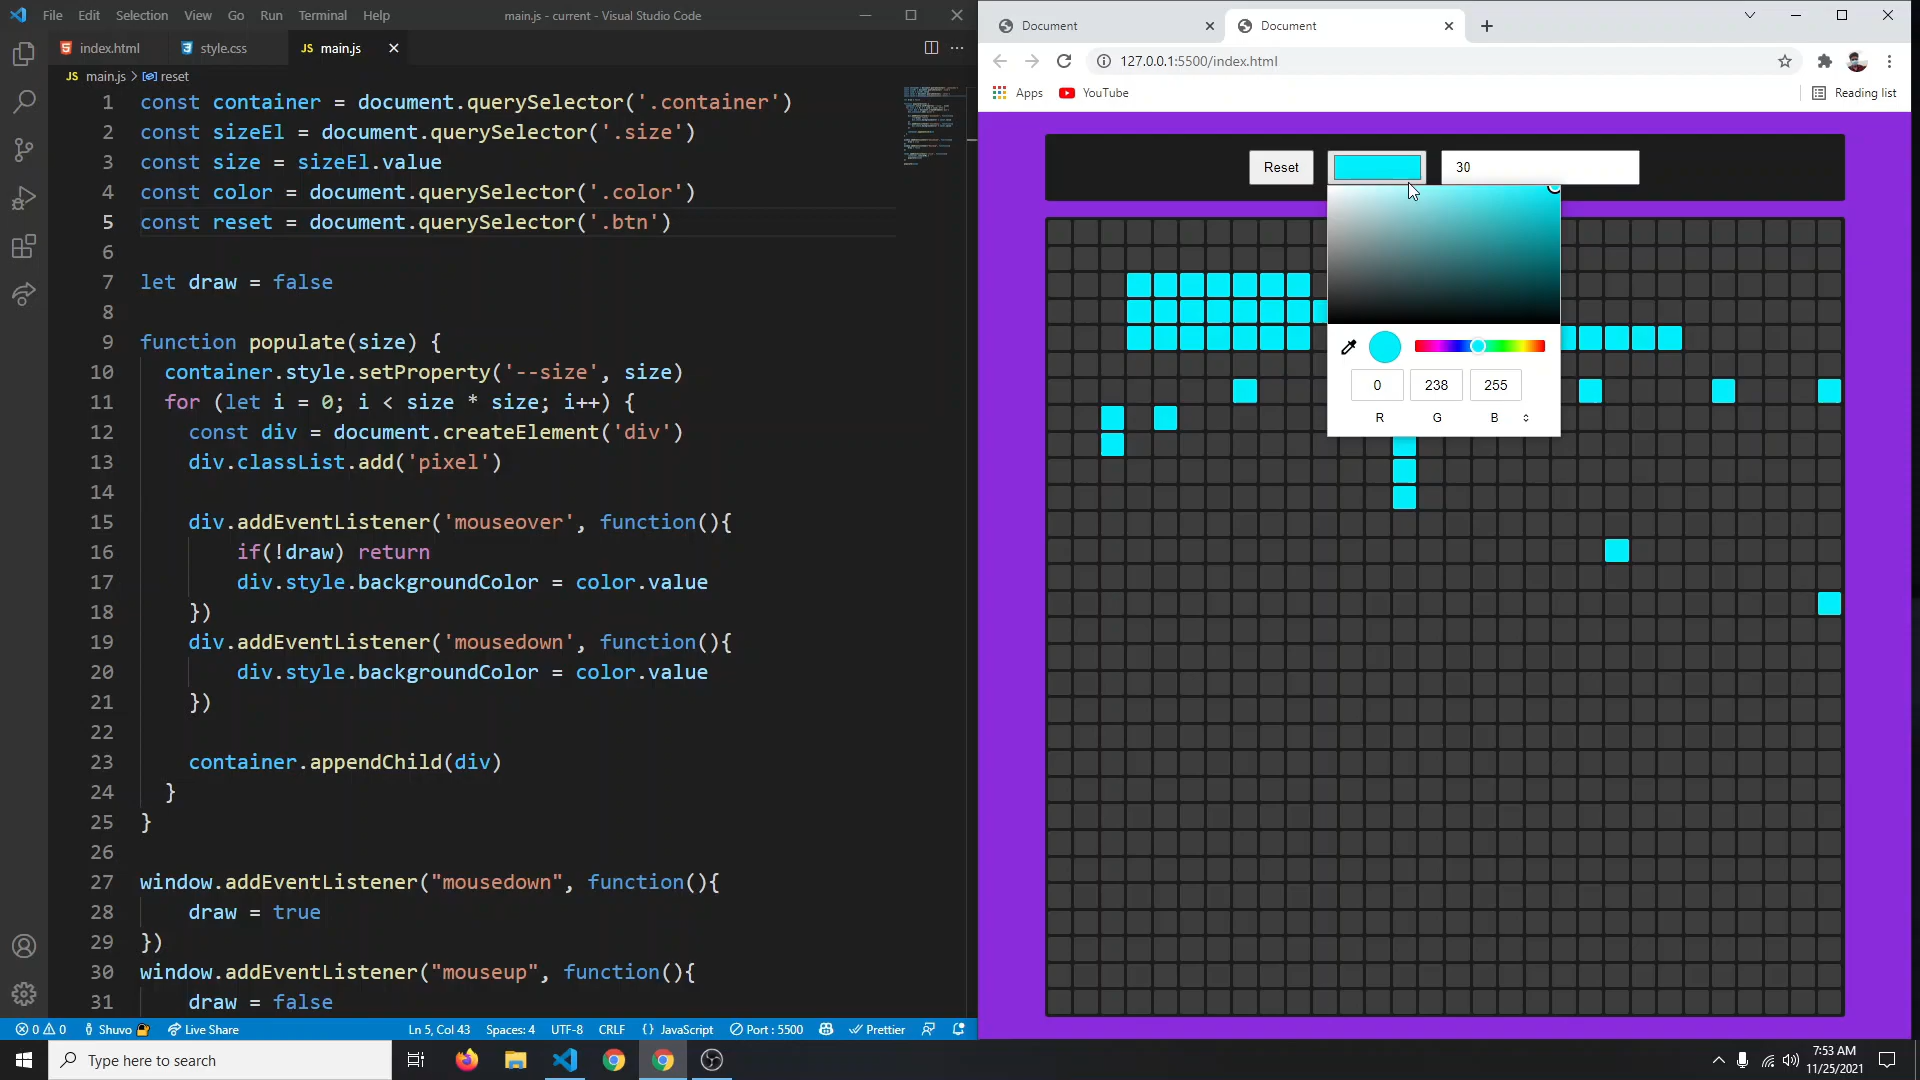 File Edit Selection View Go Run Terminal Help main.js - current - Visual Studio Code
index.html style.css JS main.js
JS main.js > reset
1 const container = document.querySelector('.container')
2 const sizeEl = document.querySelector('.size')
3 const size = sizeEl.value
4 const color = document.querySelector('.color')
5 const reset = document.querySelector('.btn')
6
7 let draw = false
8
9 function populate(size) {
10 container.style.setProperty('--size', size)
11 for (let i = 0; i < size * size; i++) {
12 const div = document.createElement('div')
13 div.classList.add('pixel')
14
15 div.addEventListener('mouseover', function(){
16 if(!draw) return
17 div.style.backgroundColor = color.value
18 })
19 div.addEventListener('mousedown', function(){
20 div.style.backgroundColor = color.value
21 })
22
23 container.appendChild(div)
24 }
25 }
26
27 window.addEventListener("mousedown", function(){
28 draw = true
29 })
30 window.addEventListener("mouseup", function(){
31 draw = false
0 0 Shuvo Live Share Ln 5, Col 43 Spaces: 4 UTF-8 CRLF {} JavaScript Port : 5500 Prettier
Document Document
127.0.0.1:5500/index.html
Apps YouTube Reading list
Reset 30
0 238 255
R G B
Type here to search
7:53 AM
11/25/2021